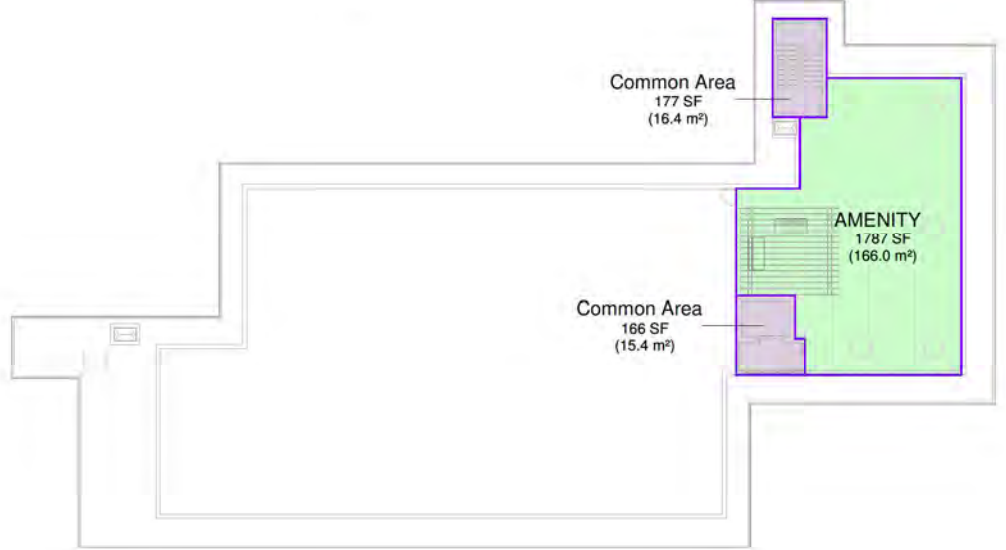 Common Area
177 SF
(16.4 m²)
AMENITY
1787 SF
(166.0 m²)
Common Area
166 SF
(15.4 m²)